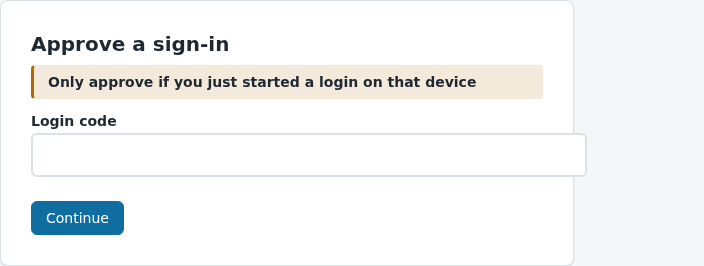 Approve a sign-in
Only approve if you just started a login on that device
Login code
Continue